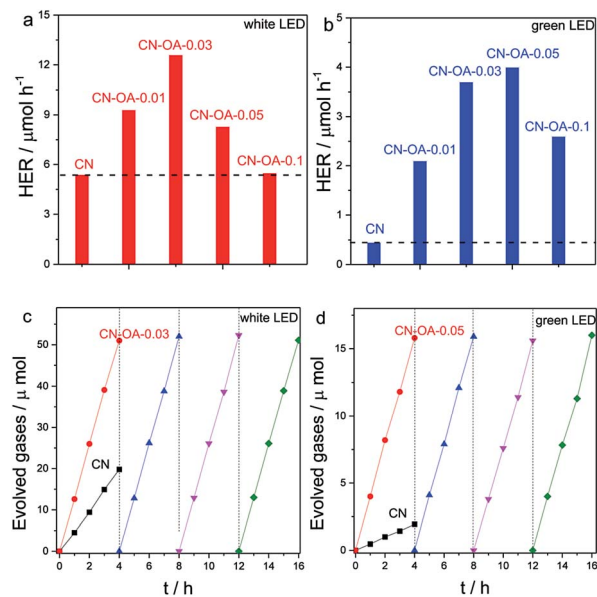 a
white LED
15
12
9
6
3
0
HER / μmol h⁻¹
CN
CN-OA-0.01
CN-OA-0.03
CN-OA-0.05
CN-OA-0.1
b
green LED
5
4
3
2
1
0
HER / μmol h⁻¹
CN
CN-OA-0.01
CN-OA-0.03
CN-OA-0.05
CN-OA-0.1
c
white LED
CN-OA-0.03
CN
50
40
30
20
10
0
Evolved gases / μ mol
0 2 4 6 8 10 12 14 16
t / h
d
green LED
CN-OA-0.05
CN
15
10
5
0
Evolved gases / μ mol
0 2 4 6 8 10 12 14 16
t / h